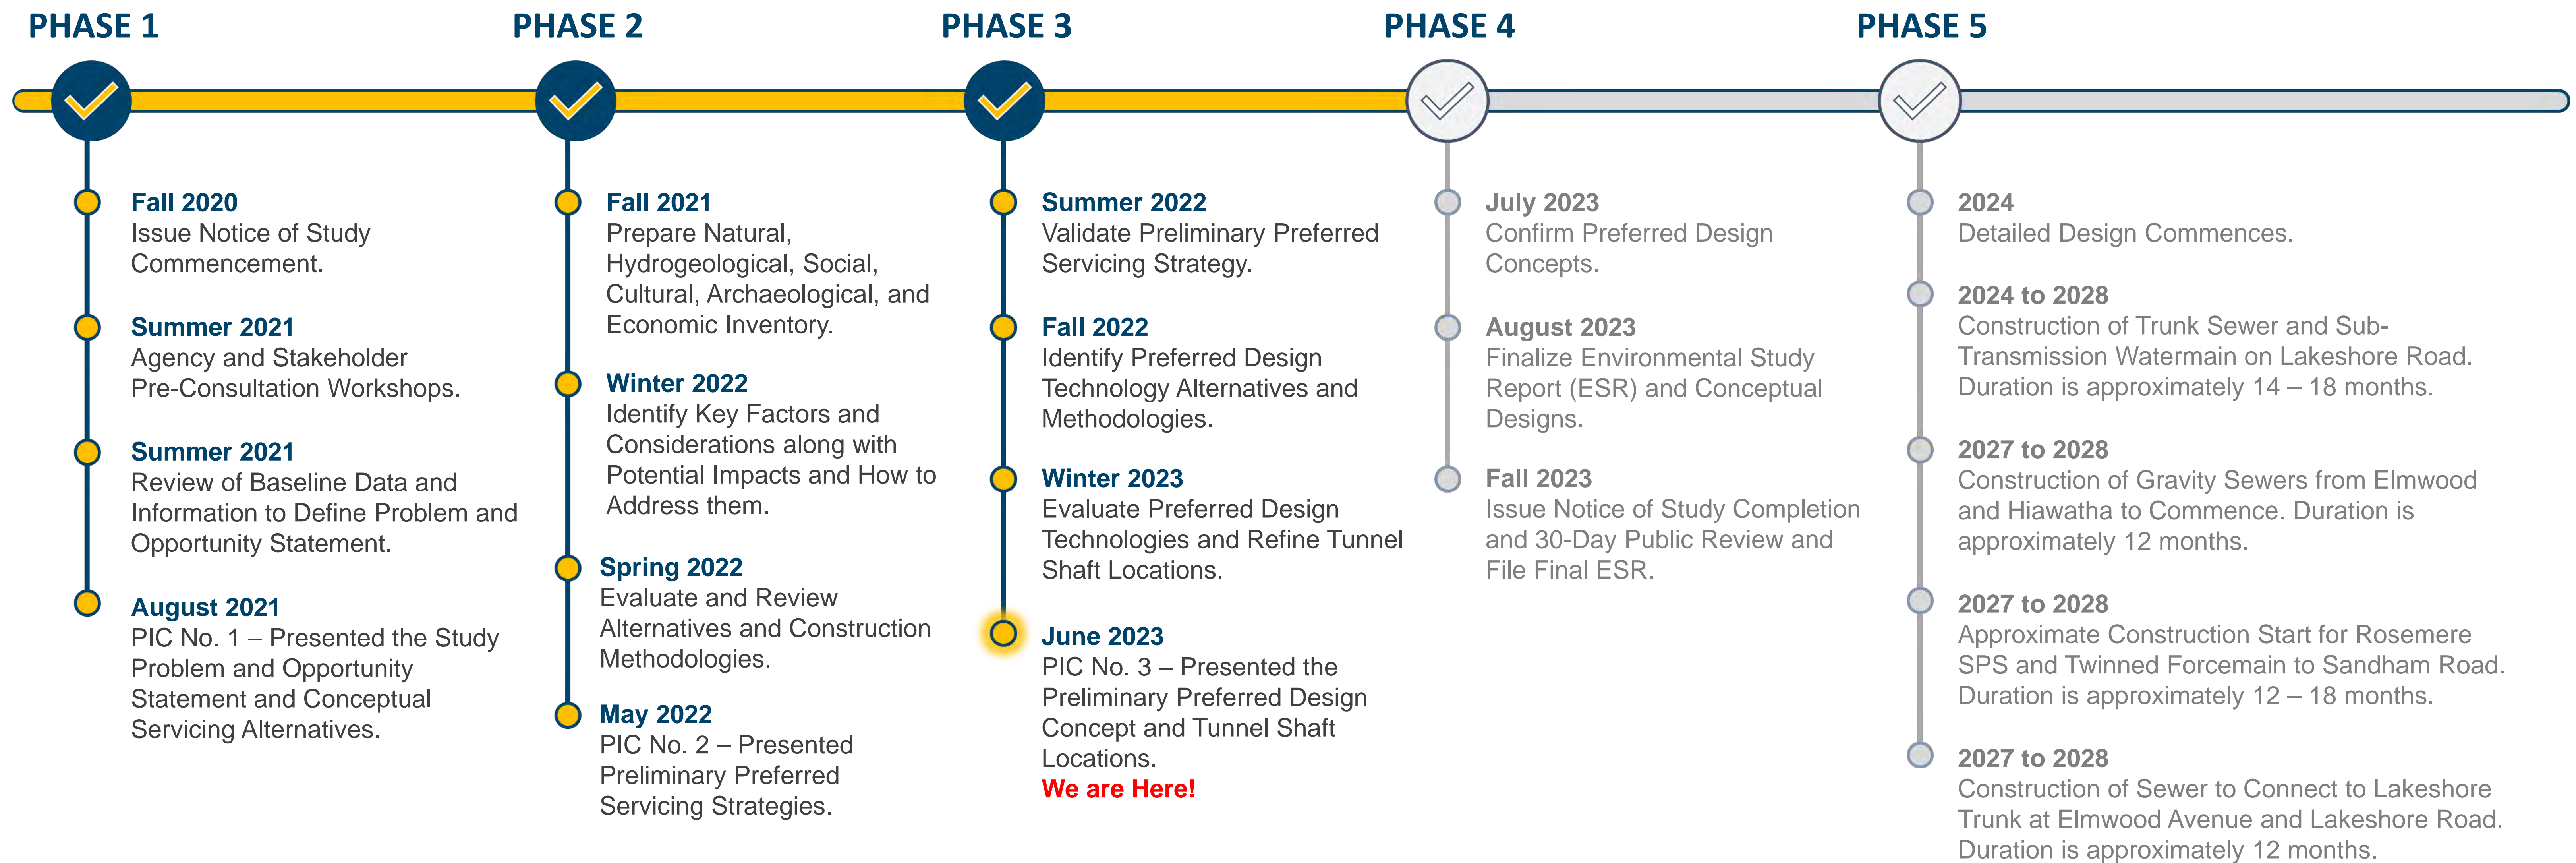 PHASE 1
PHASE 2
PHASE 3
PHASE 4
PHASE 5
Fall 2020
Issue Notice of Study
Commencement.
Summer 2021
Agency and Stakeholder
Pre-Consultation Workshops.
Summer 2021
Review of Baseline Data and
Information to Define Problem and
Opportunity Statement.
August 2021
PIC No. 1 – Presented the Study
Problem and Opportunity
Statement and Conceptual
Servicing Alternatives.
Fall 2021
Prepare Natural,
Hydrogeological, Social,
Cultural, Archaeological, and
Economic Inventory.
Winter 2022
Identify Key Factors and
Considerations along with
Potential Impacts and How to
Address them.
Spring 2022
Evaluate and Review
Alternatives and Construction
Methodologies.
May 2022
PIC No. 2 – Presented
Preliminary Preferred
Servicing Strategies.
Summer 2022
Validate Preliminary Preferred
Servicing Strategy.
Fall 2022
Identify Preferred Design
Technology Alternatives and
Methodologies.
Winter 2023
Evaluate Preferred Design
Technologies and Refine Tunnel
Shaft Locations.
June 2023
PIC No. 3 – Presented the
Preliminary Preferred Design
Concept and Tunnel Shaft
Locations.
We are Here!
July 2023
Confirm Preferred Design
Concepts.
August 2023
Finalize Environmental Study
Report (ESR) and Conceptual
Designs.
Fall 2023
Issue Notice of Study Completion
and 30-Day Public Review and
File Final ESR.
2024
Detailed Design Commences.
2024 to 2028
Construction of Trunk Sewer and Sub-
Transmission Watermain on Lakeshore Road.
Duration is approximately 14 – 18 months.
2027 to 2028
Construction of Gravity Sewers from Elmwood
and Hiawatha to Commence. Duration is
approximately 12 months.
2027 to 2028
Approximate Construction Start for Rosemere
SPS and Twinned Forcemain to Sandham Road.
Duration is approximately 12 – 18 months.
2027 to 2028
Construction of Sewer to Connect to Lakeshore
Trunk at Elmwood Avenue and Lakeshore Road.
Duration is approximately 12 months.